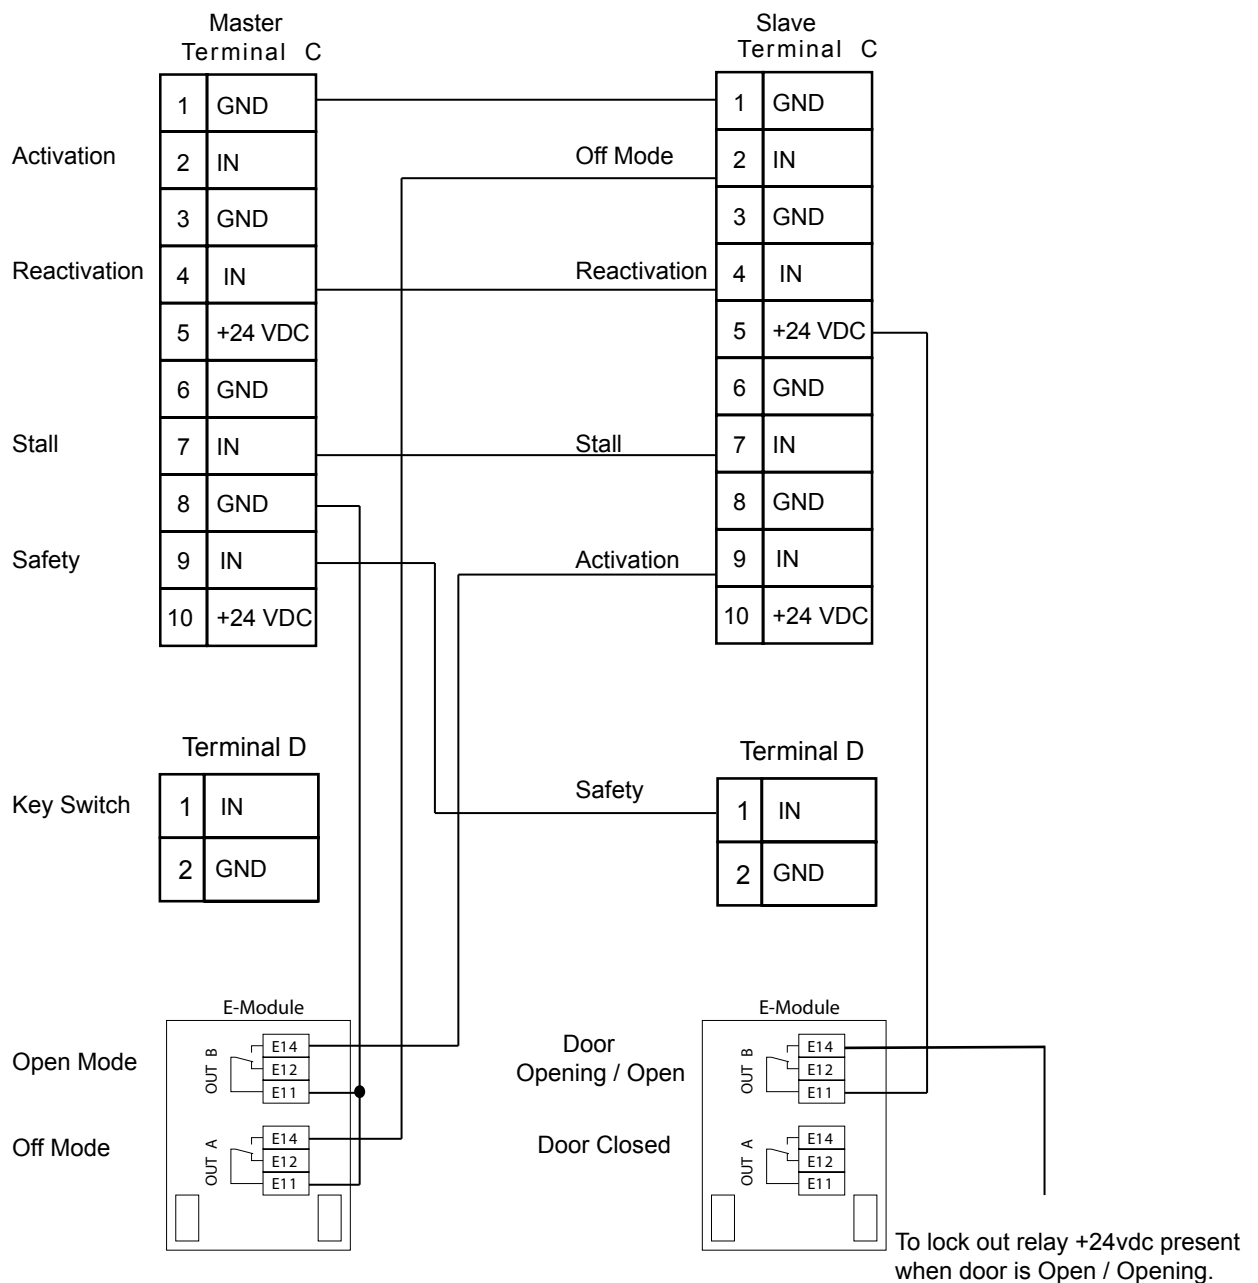 Master
Terminal C
1 GND
Activation 2 IN
3 GND
Reactivation 4 IN
5 +24 VDC
6 GND
Stall 7 IN
8 GND
Safety 9 IN
10 +24 VDC
Slave
Terminal C
1 GND
Off Mode 2 IN
3 GND
Reactivation 4 IN
5 +24 VDC
6 GND
Stall 7 IN
8 GND
Activation 9 IN
10 +24 VDC
Terminal D
Key Switch 1 IN
2 GND
Terminal D
Safety 1 IN
2 GND
E-Module
Open Mode
OUT B
E14
E12
E11
Off Mode
OUT A
E14
E12
E11
E-Module
Door
Opening / Open
OUT B
E14
E12
E11
Door Closed
OUT A
E14
E12
E11
To lock out relay +24vdc present
when door is Open / Opening.